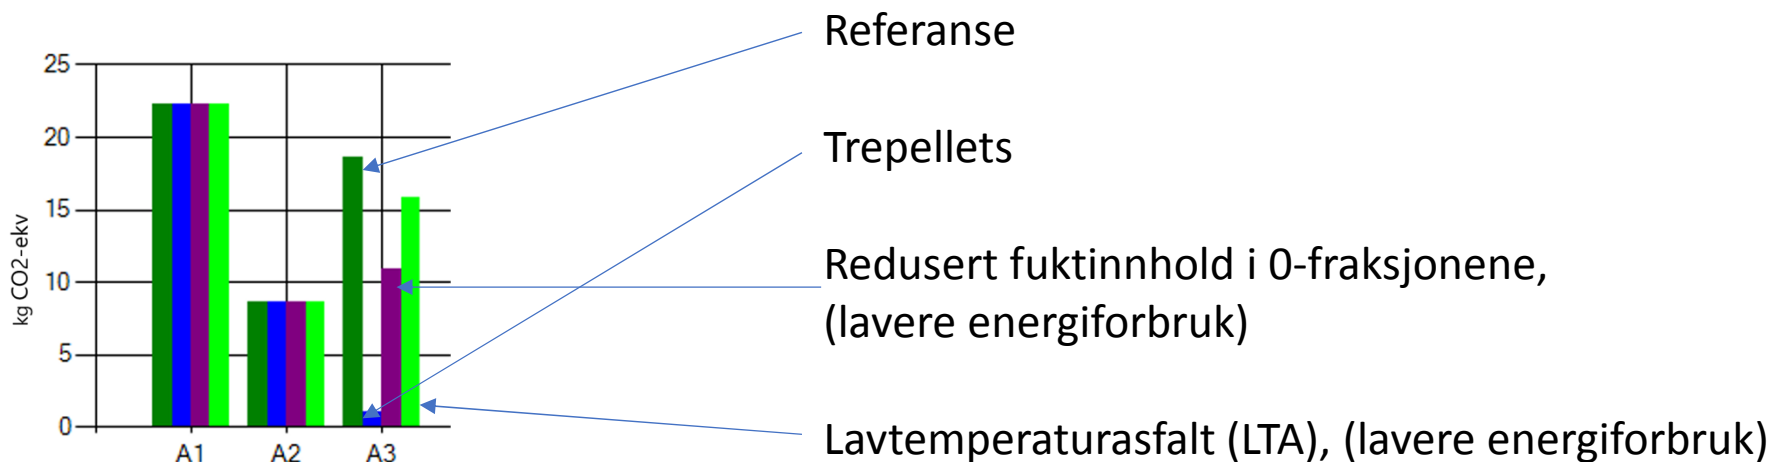 Referanse
Trepellets
Redusert fuktinnhold i 0-fraksjonene,
(lavere energiforbruk)
Lavtemperaturasfalt (LTA), (lavere energiforbruk)
kg CO2-ekv
25
20
15
10
5
0
A1 A2 A3